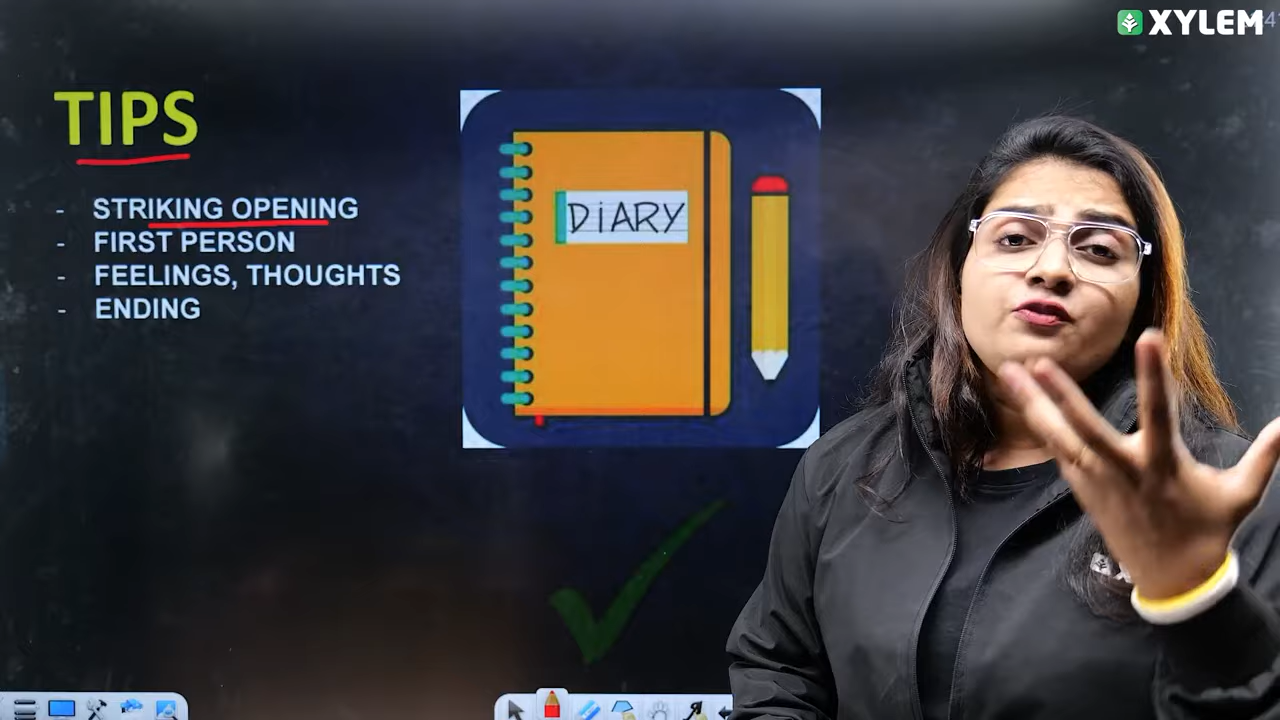 XYLEM
TIPS
- STRIKING OPENING
- FIRST PERSON
- FEELINGS, THOUGHTS
- ENDING
DiARY